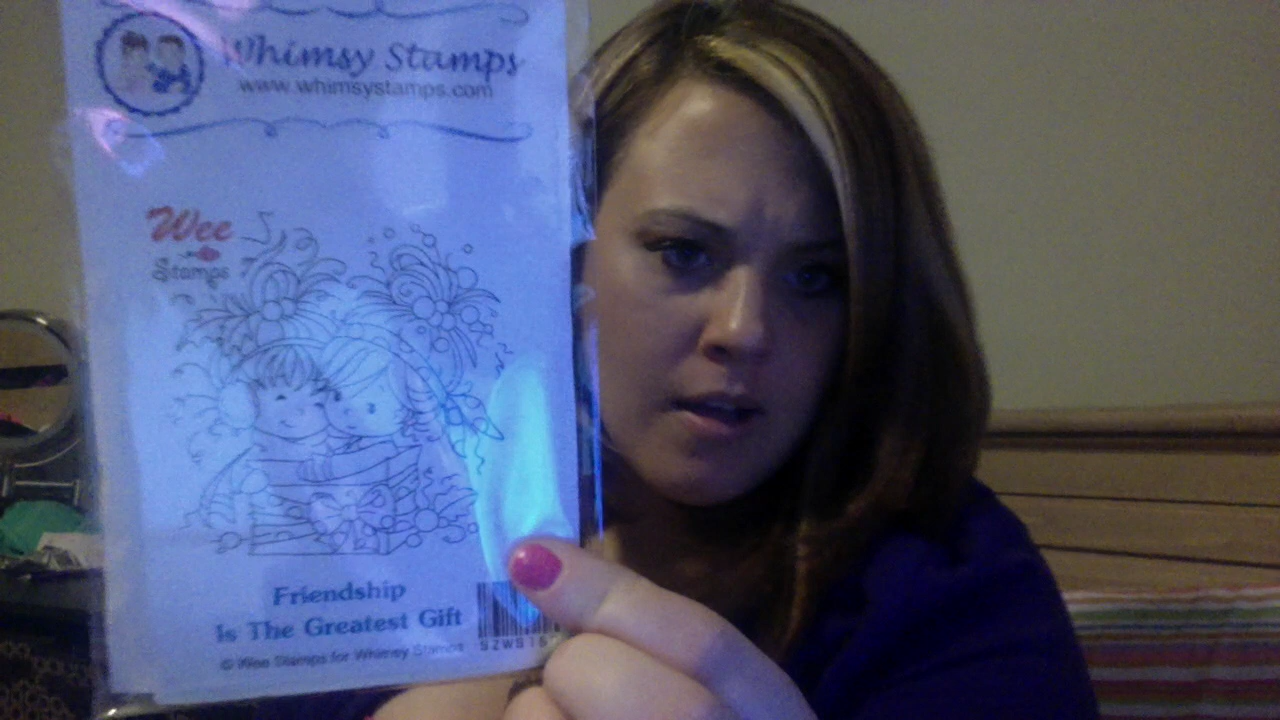 Whimsy Stamps
www.whimsystamps.com
Wee
Stamps
Friendship
Is The Greatest Gift
© Wee Stamps for Whimsy Stamps